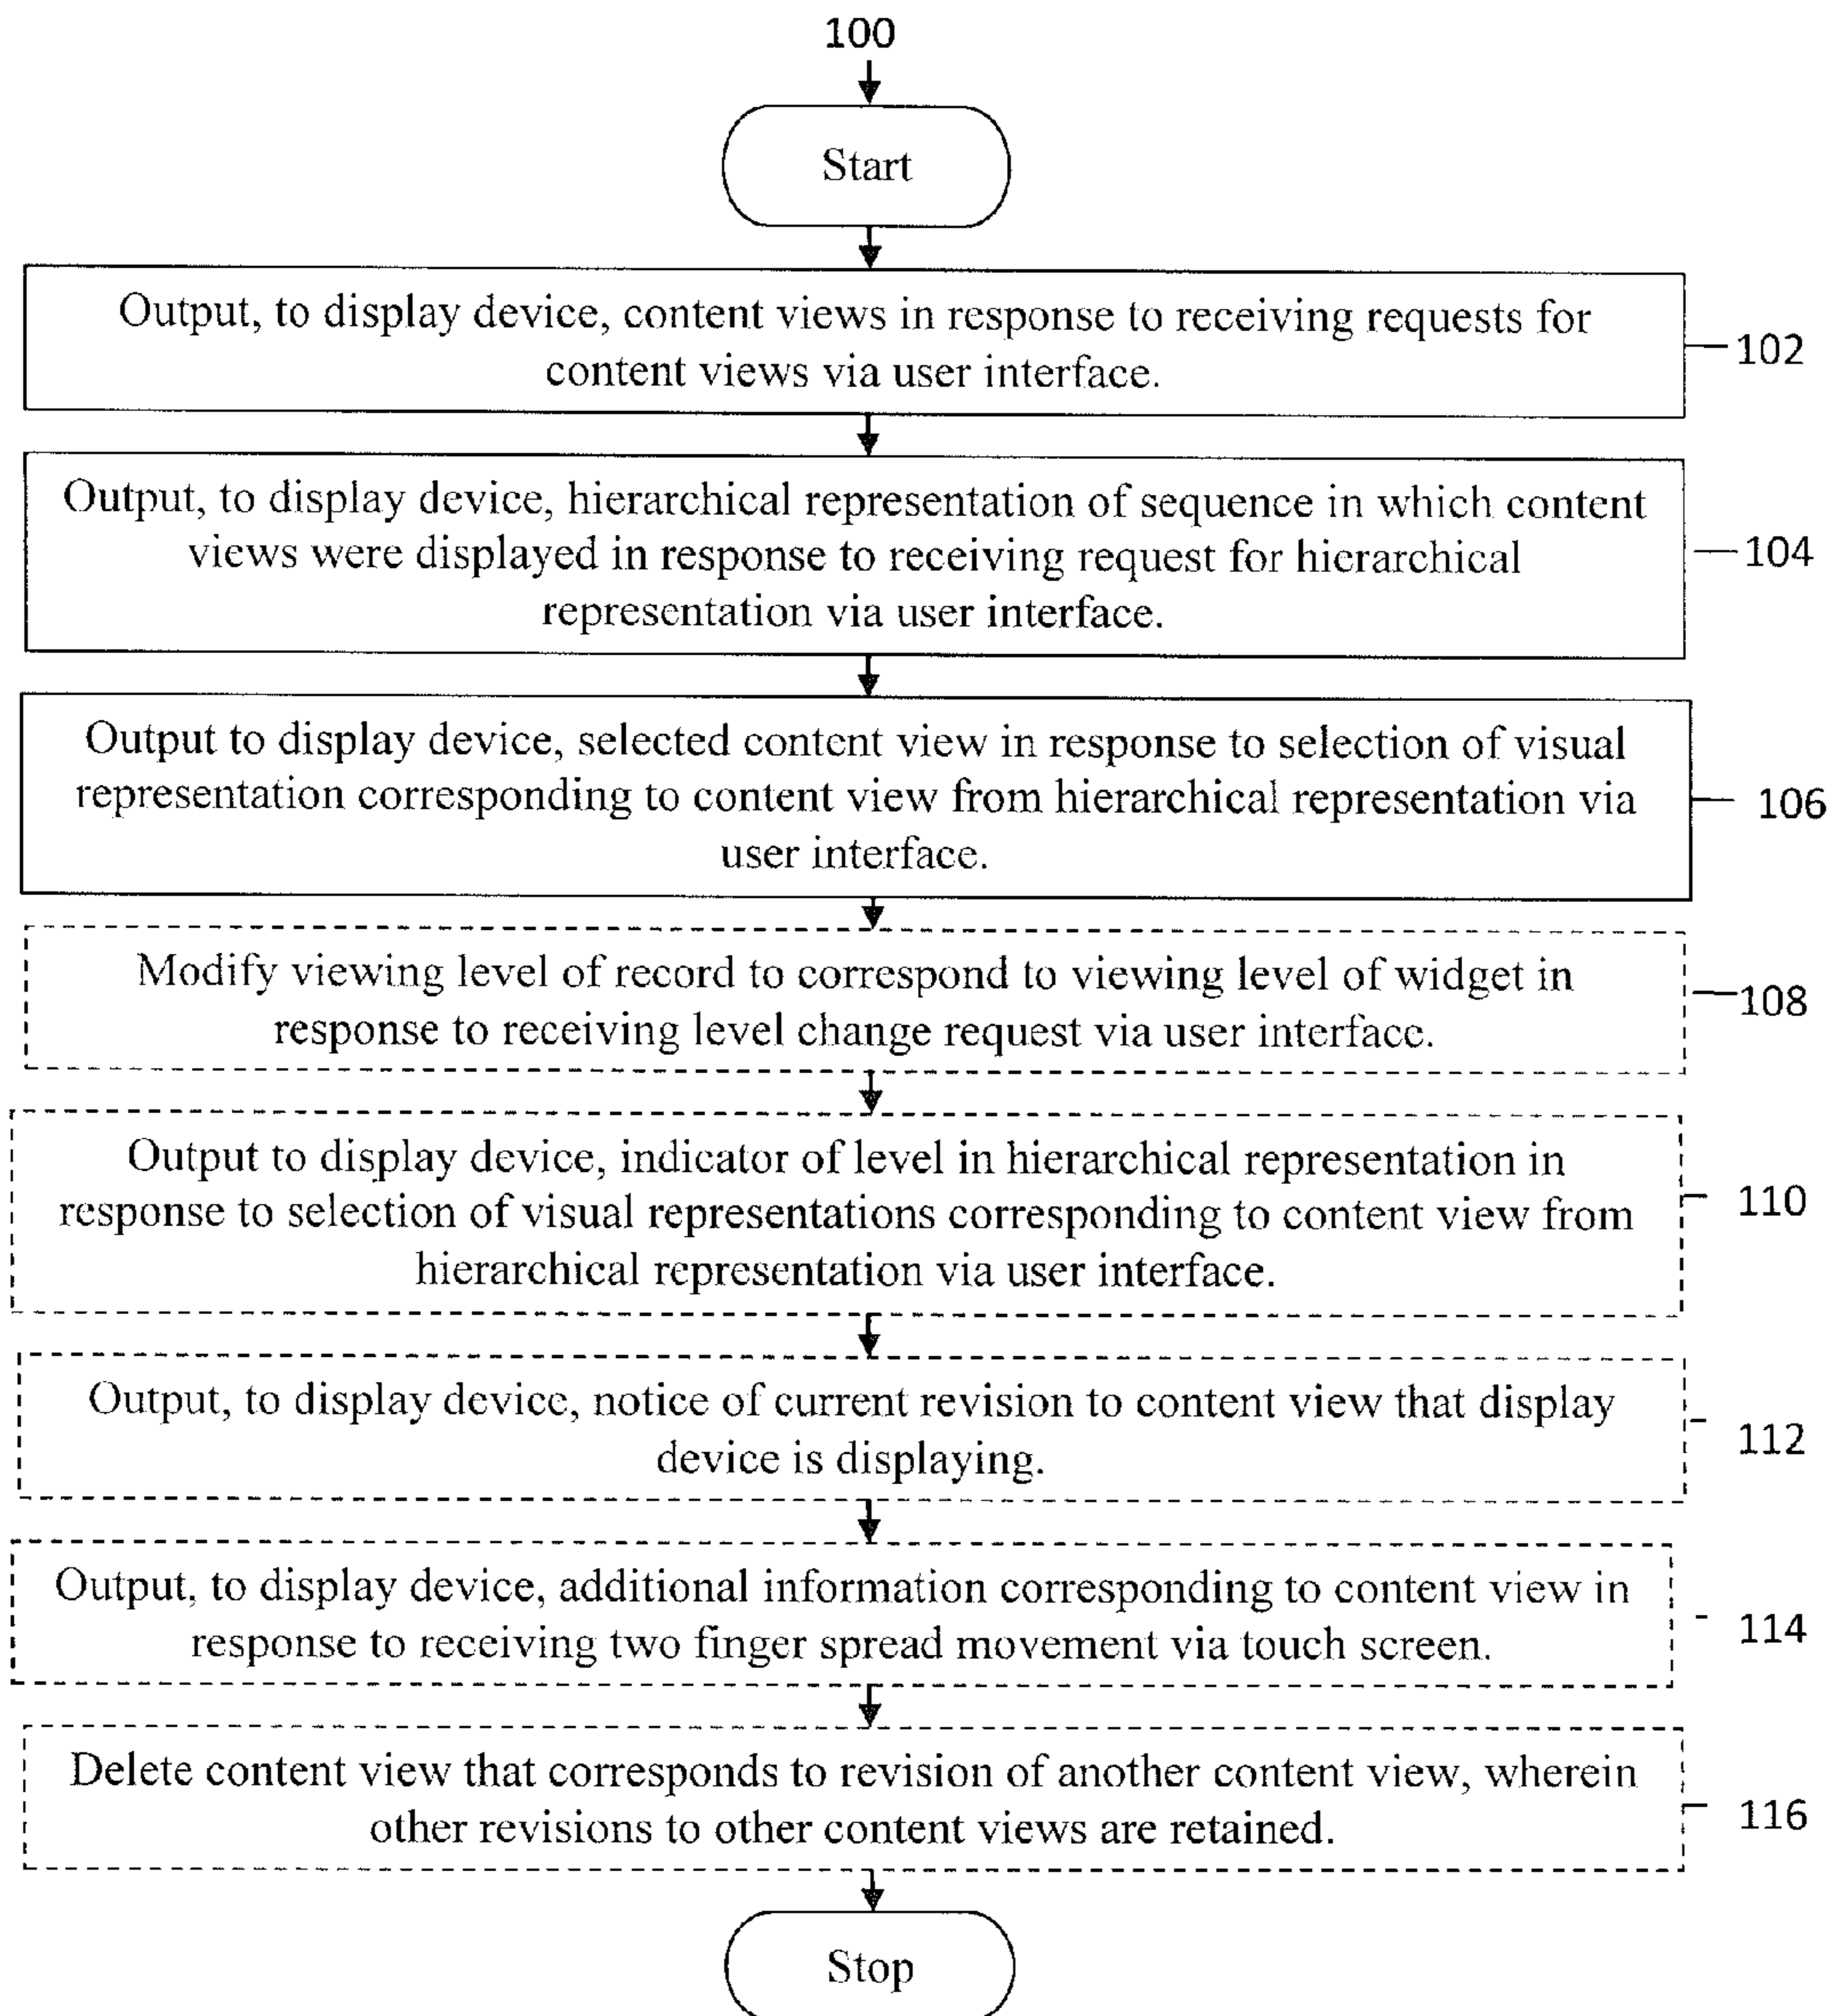 100
Start
Output, to display device, content views in response to receiving requests for
content views via user interface.
102
Output, to display device, hierarchical representation of sequence in which content
views were displayed in response to receiving request for hierarchical
representation via user interface.
104
Output to display device, selected content view in response to selection of visual
representation corresponding to content view from hierarchical representation via
user interface.
106
Modify viewing level of record to correspond to viewing level of widget in
response to receiving level change request via user interface.
108
Output to display device, indicator of level in hierarchical representation in
response to selection of visual representations corresponding to content view from
hierarchical representation via user interface.
110
Output, to display device, notice of current revision to content view that display
device is displaying.
112
Output, to display device, additional information corresponding to content view in
response to receiving two finger spread movement via touch screen.
114
Delete content view that corresponds to revision of another content view, wherein
other revisions to other content views are retained.
116
Stop